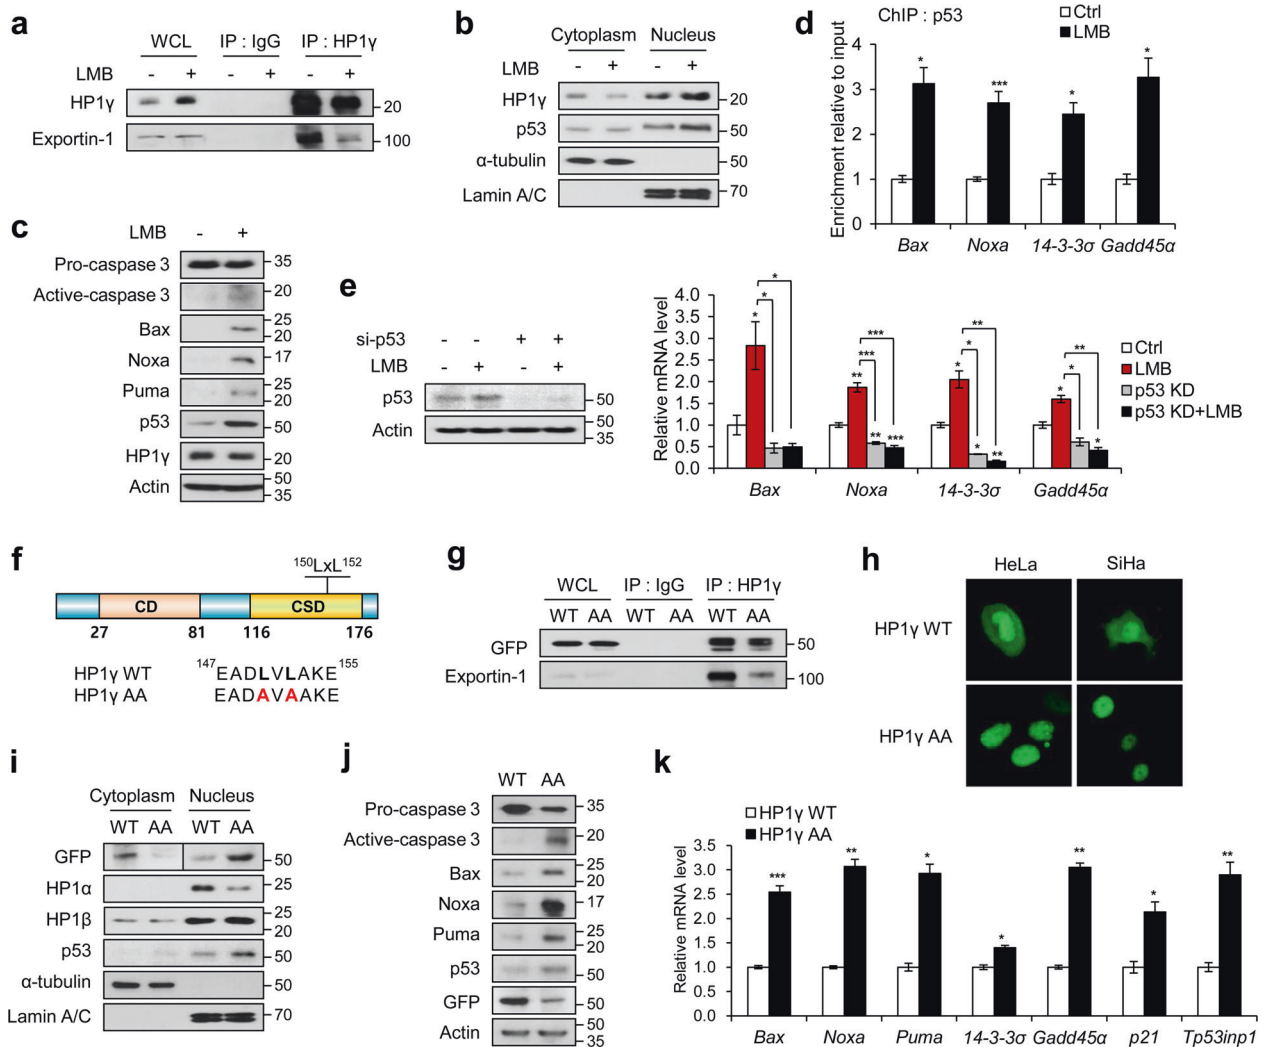 a
WCL IP : IgG IP : HP1γ
LMB - + - + - +
HP1γ 20
Exportin-1 100
b
Cytoplasm Nucleus
LMB - + - +
HP1γ 20
p53 50
α-tubulin 50
Lamin A/C 70
c
LMB - +
Pro-caspase 3 35
Active-caspase 3 20
Bax 25
20
Noxa 17
Puma 25
20
p53 50
HP1γ 20
Actin 50
35
d
ChIP : p53
Ctrl
LMB
Enrichment relative to input
4
3
2
1
0
* *** * *
Bax Noxa 14-3-3σ Gadd45α
e
si-p53 - - + +
LMB - + - +
p53 50
Actin 50
35
Relative mRNA level
4.0
3.5
3.0
2.5
2.0
1.5
1.0
0.5
0.0
* * *
*** *** ** ** ***
** * * * **
** * * *
Ctrl
LMB
p53 KD
p53 KD+LMB
Bax Noxa 14-3-3σ Gadd45α
f
150LxL152
CD CSD
27 81 116 176
HP1γ WT 147EADLVLAKE155
HP1γ AA EADAVAAKE
g
WCL IP : IgG IP : HP1γ
WT AA WT AA WT AA
GFP 50
Exportin-1 100
h
HeLa SiHa
HP1γ WT
HP1γ AA
i
Cytoplasm Nucleus
WT AA WT AA
GFP 50
HP1α 25
HP1β 25
20
p53 50
α-tubulin 50
Lamin A/C 70
j
WT AA
Pro-caspase 3 35
Active-caspase 3 20
Bax 25
20
Noxa 17
Puma 25
20
p53 50
GFP 50
Actin 50
35
k
HP1γ WT
HP1γ AA
Relative mRNA level
3.5
3.0
2.5
2.0
1.5
1.0
0.5
0.0
*** ** * * ** * **
Bax Noxa Puma 14-3-3σ Gadd45α p21 Tp53inp1